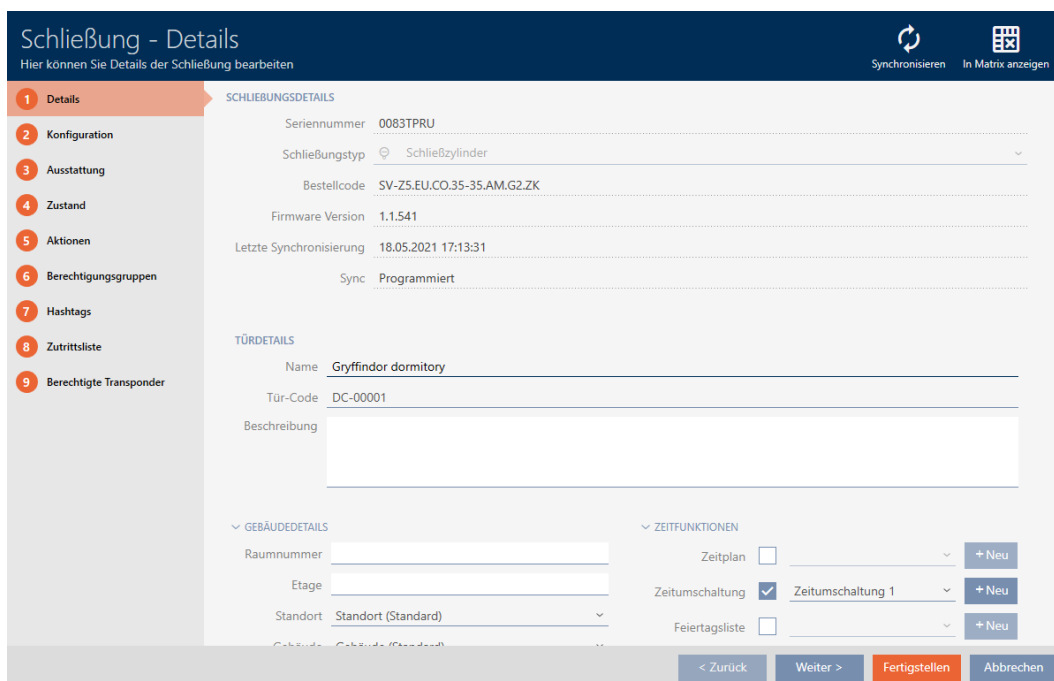 Schließung - Details
Hier können Sie Details der Schließung bearbeiten
Synchronisieren
In Matrix anzeigen
1 Details
2 Konfiguration
3 Ausstattung
4 Zustand
5 Aktionen
6 Berechtigungsgruppen
7 Hashtags
8 Zutrittsliste
9 Berechtigte Transponder
SCHLIEßUNGSDETAILS
Seriennummer 0083TPRU
Schließungstyp Schließzylinder
Bestellcode SV-Z5.EU.CO.35-35.AM.G2.ZK
Firmware Version 1.1.541
Letzte Synchronisierung 18.05.2021 17:13:31
Sync Programmiert
TÜRDETAILS
Name Gryffindor dormitory
Tür-Code DC-00001
Beschreibung
GEBÄUDEDETAILS
Raumnummer
Etage
Standort Standort (Standard)
Gebäude Gebäude (Standard)
ZEITFUNKTIONEN
Zeitplan + Neu
Zeitumschaltung Zeitumschaltung 1 + Neu
Feiertagsliste + Neu
< Zurück
Weiter >
Fertigstellen
Abbrechen